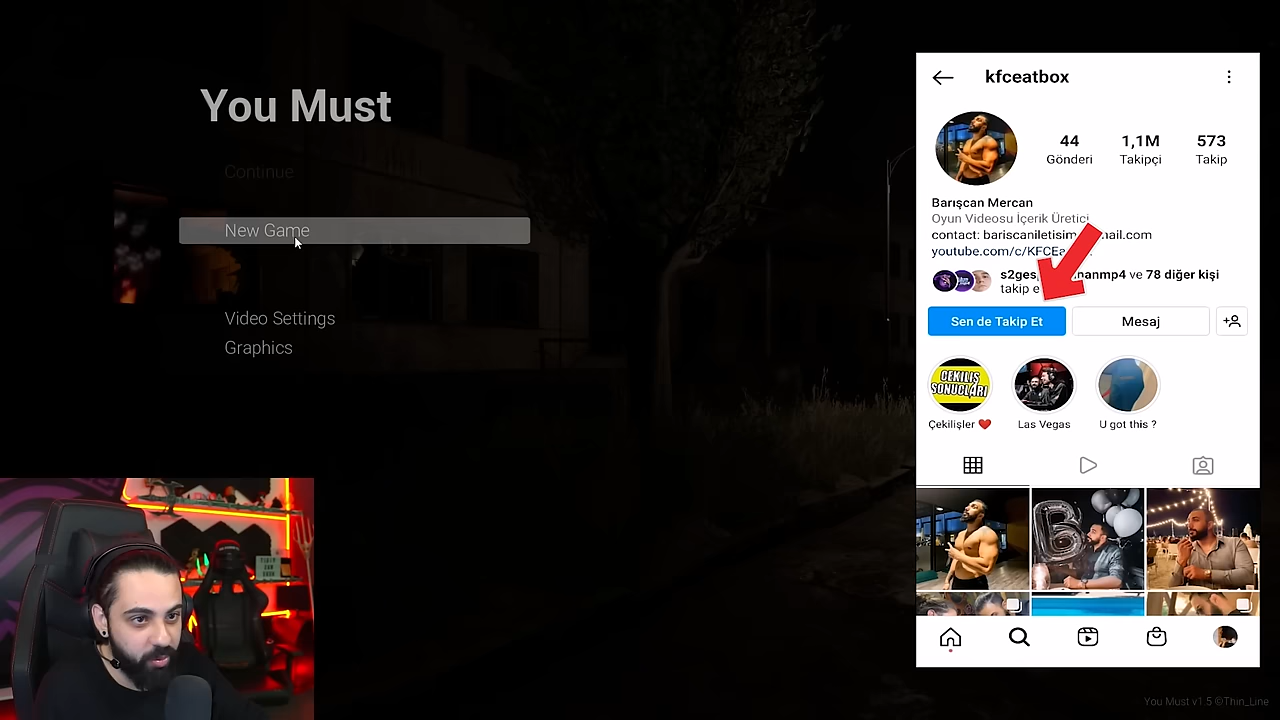 You Must
Continue
New Game
Video Settings
Graphics
kfceatbox
44
1,1M
573
Gönderi
Takipçi
Takip
Barışcan Mercan
Oyun Videosu İçerik Üretici
contact: bariscaniletisim mail.com
youtube.com/c/KFCEa
s2ges nanmp4 ve 78 diğer kişi
takip e
Sen de Takip Et
Mesaj
ÇEKİLİŞ
SONUÇLARI
Çekilişler ❤️
Las Vegas
U got this ?
B
You Must v1.5 ©Thin_Line